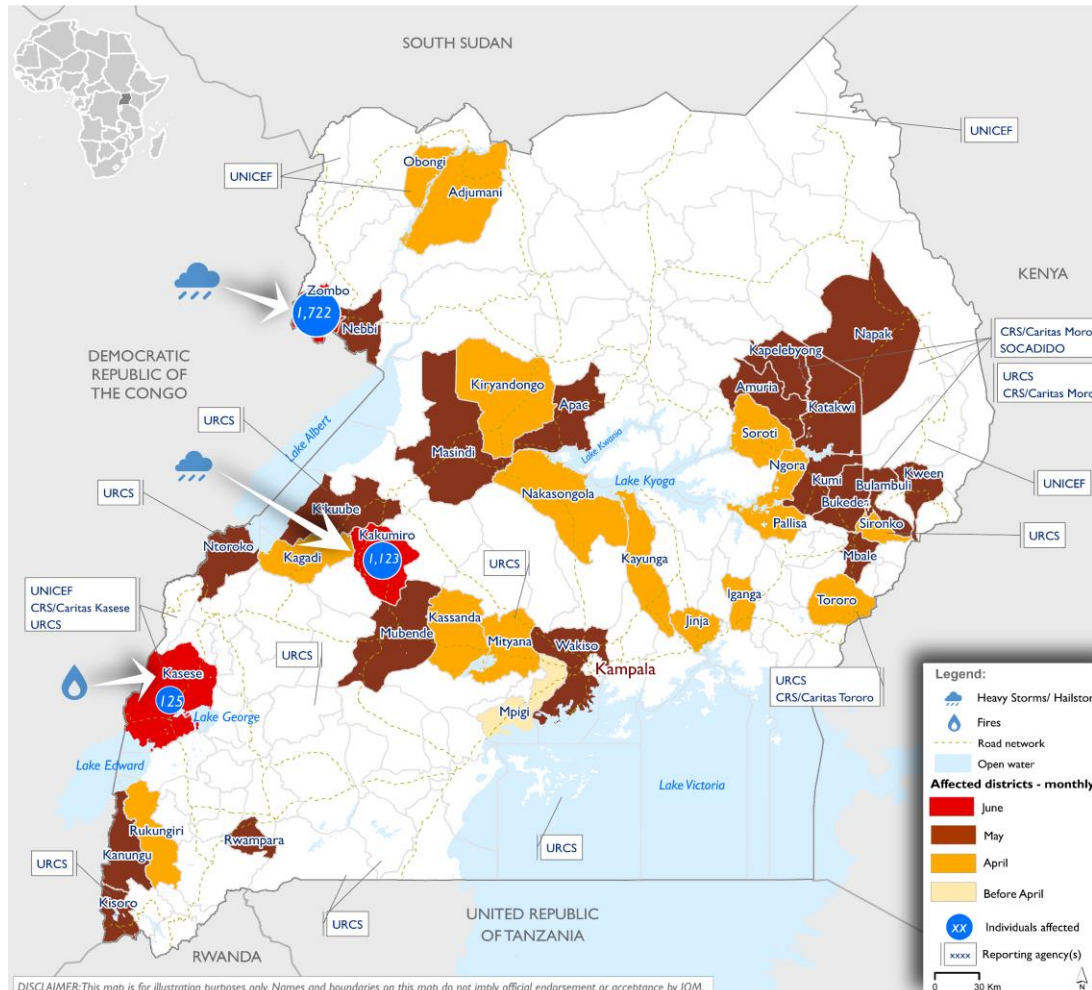 SOUTH SUDAN
UNICEF
UNICEF
Obongi
Adjumani
KENYA
Zombo
1,722
Nebbi
Napak
CRS/Caritas Moro
SOCADIDO
URCS
CRS/Caritas Moro
DEMOCRATIC
REPUBLIC OF
THE CONGO
Kapelebyong
Kiryandongo
Amuria
Apac
Katakwi
URCS
Soroti
Lake Albert
Masindi
Lake Kwania
Ngora
Lake Kyoga
Kumi
Bulambuli
Kween
UNICEF
Nakasongola
Bukedea
URCS
Kikuube
Pallisa
Sironko
URCS
Kakumiro
Ntoroko
Kagadi
1,123
Mbale
Kayunga
URCS
Iganga
UNICEF
CRS/Caritas Kasese
URCS
Kassanda
Tororo
Mubende
Mityana
Jinja
Wakiso
Kampala
URCS
Kasese
125
Mpigi
URCS
CRS/Caritas Tororo
Lake George
Lake Edward
Lake Victoria
Rukungiri
Rwampara
Kanungu
URCS
URCS
Kisoro
URCS
UNITED REPUBLIC
OF TANZANIA
RWANDA
Legend:
Heavy Storms/ Hailstor
Fires
Road network
Open water
Affected districts - monthly
June
May
April
Before April
XX Individuals affected
xxxx Reporting agency(s)
0 30 Km
N
DISCLAIMER: This map is for illustration purposes only. Names and boundaries on this map do not imply official endorsement or acceptance by IOM.